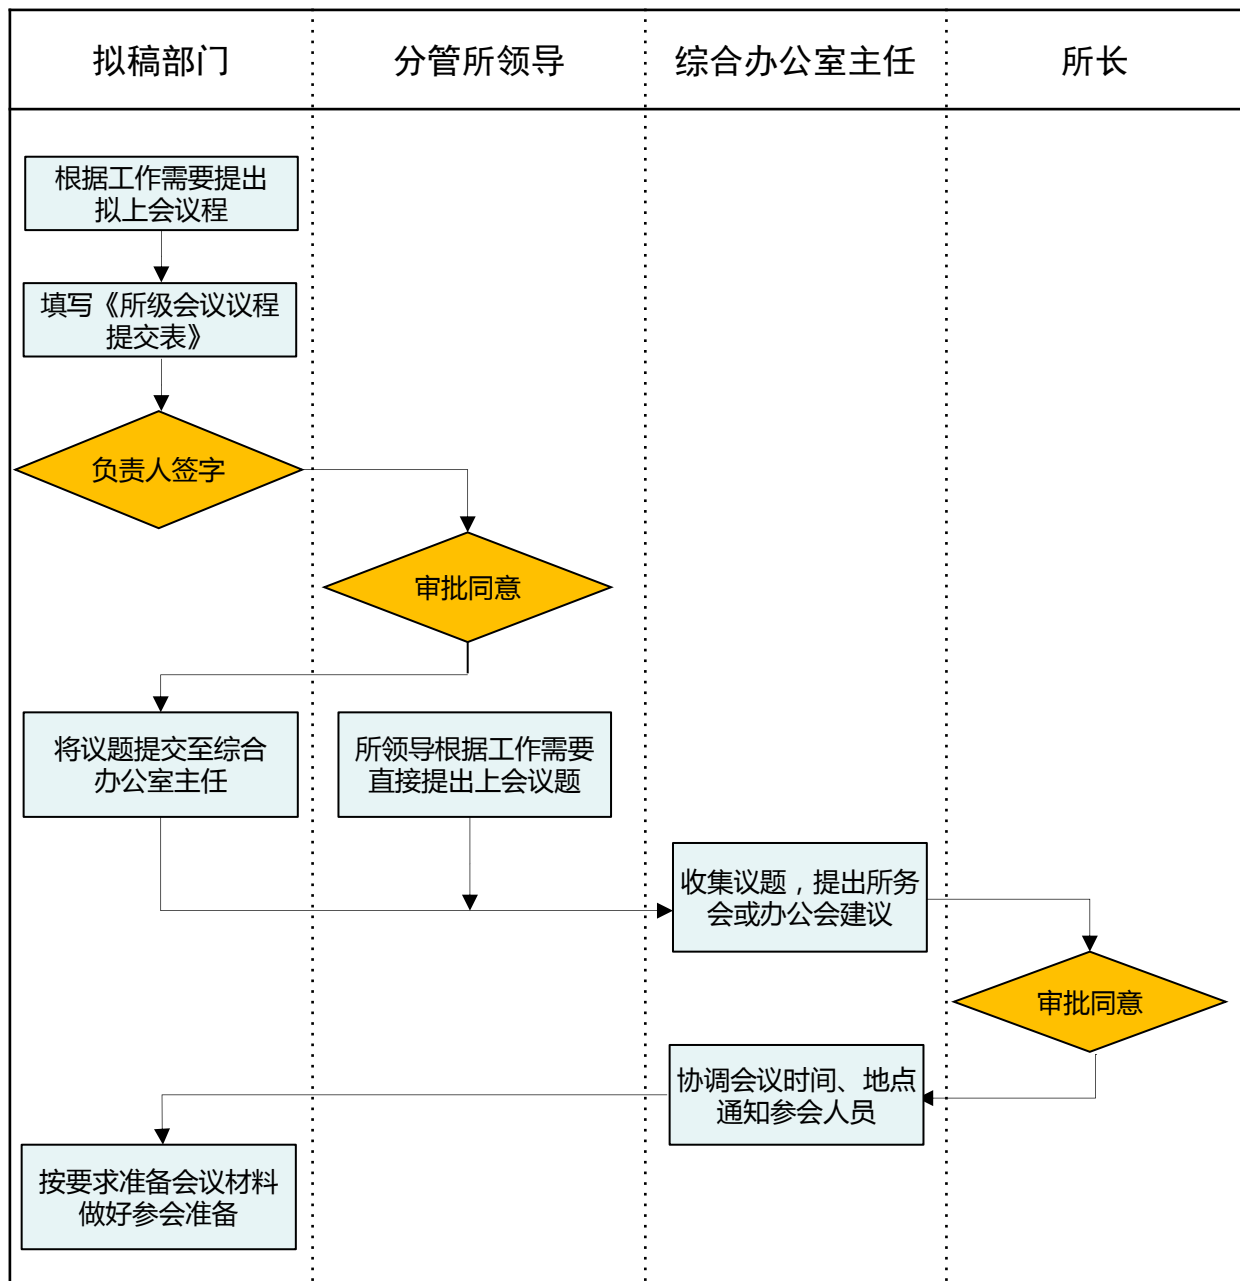 拟稿部门
分管所领导
综合办公室主任
所长
根据工作需要提出
拟上会议程
填写《所级会议议程
提交表》
负责人签字
审批同意
将议题提交至综合
办公室主任
所领导根据工作需要
直接提出上会议题
收集议题，提出所务
会或办公会建议
审批同意
协调会议时间、地点
通知参会人员
按要求准备会议材料
做好参会准备